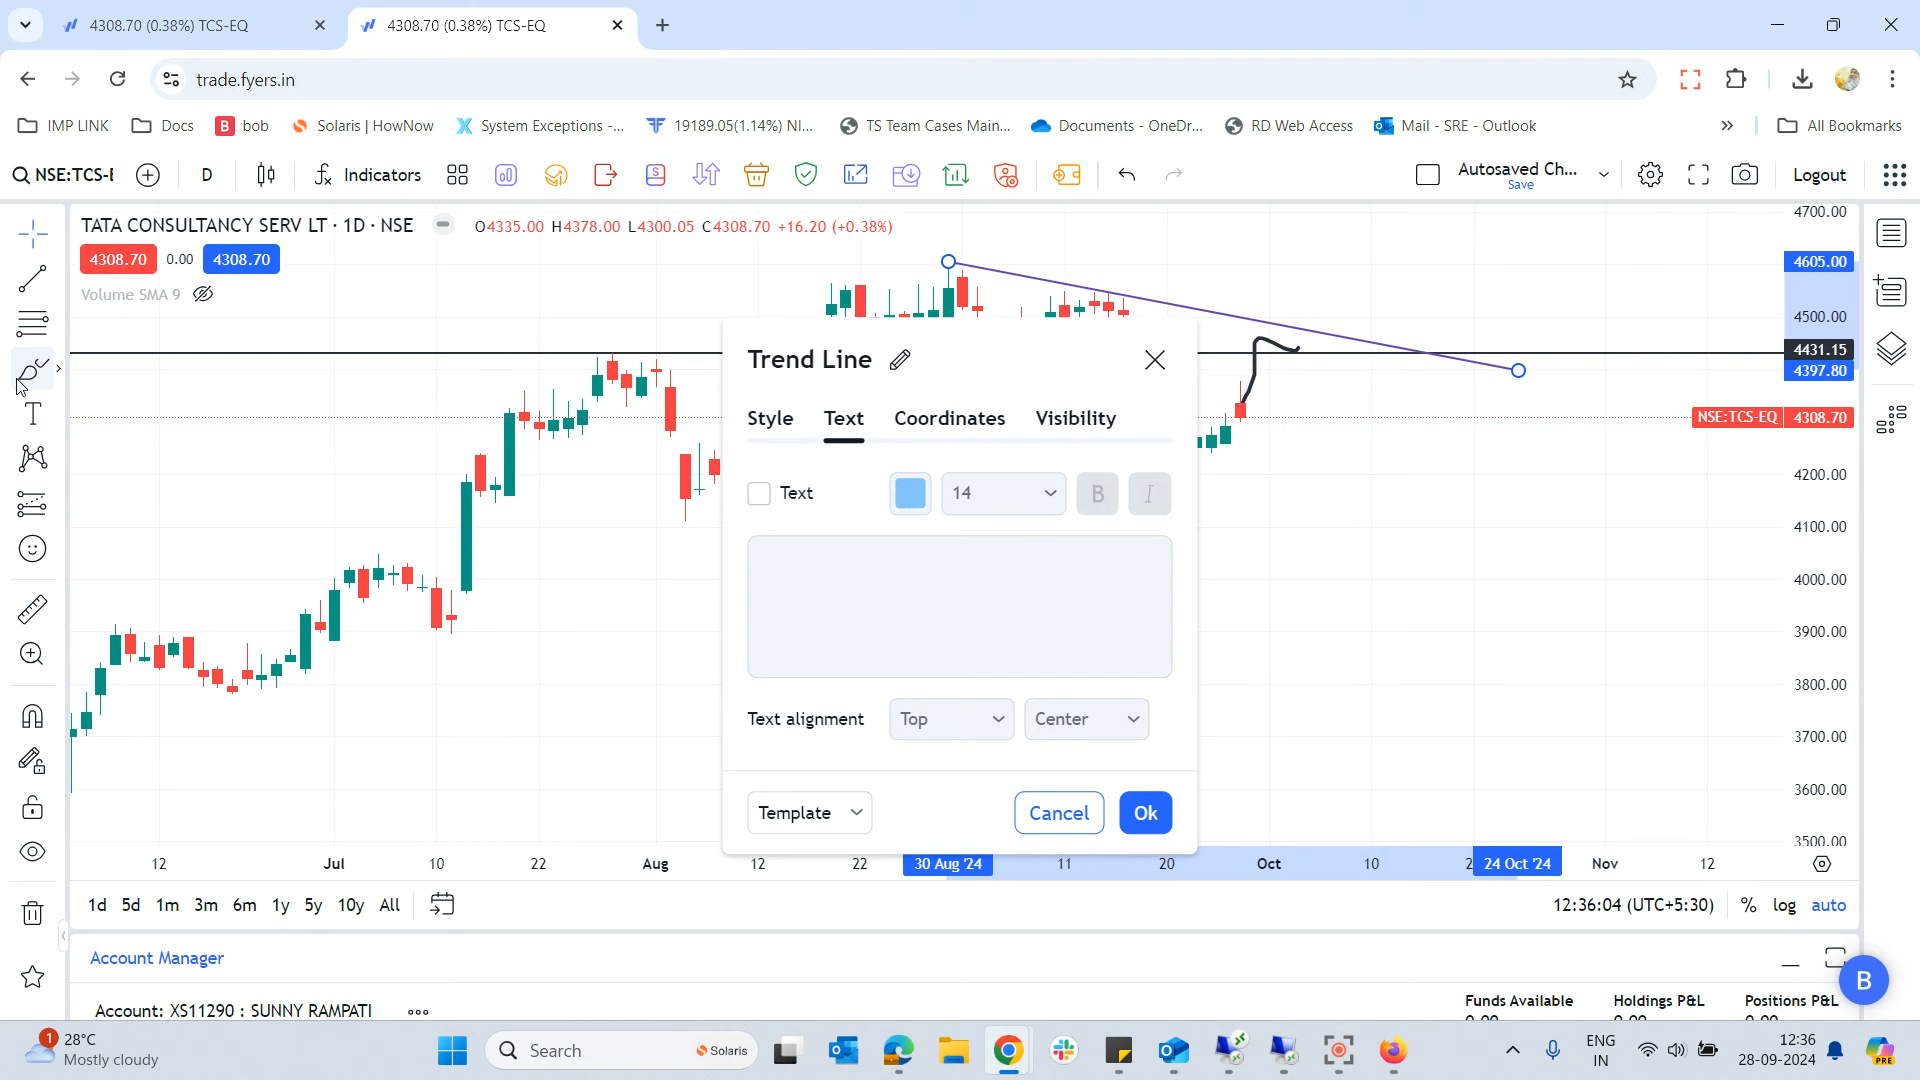 4308.70 (0.38%) TCS-EQ
4308.70 (0.38%) TCS-EQ
trade.fyers.in
IMP LINK
Docs
bob
Solaris | HowNow
System Exceptions -...
19189.05(1.14%) NI...
TS Team Cases Main...
Documents - OneDr...
RD Web Access
Mail - SRE - Outlook
All Bookmarks
NSE:TCS-E
D
Indicators
Autosaved Ch...
Save
Logout
TATA CONSULTANCY SERV LT · 1D · NSE
O4335.00 H4378.00 L4300.05 C4308.70 +16.20 (+0.38%)
4308.70
0.00
4308.70
Volume SMA 9
4700.00
4605.00
4500.00
4431.15
4397.80
NSE:TCS-EQ 4308.70
4200.00
4100.00
4000.00
3900.00
3800.00
3700.00
3600.00
3500.00
Trend Line
Style
Text
Coordinates
Visibility
Text
14
B
I
Text alignment
Top
Center
Template
Cancel
Ok
12
Jul
10
22
Aug
12
22
30 Aug '24
11
20
Oct
10
2
24 Oct '24
Nov
12
1d
5d
1m
3m
6m
1y
5y
10y
All
12:36:04 (UTC+5:30)
%
log
auto
Account Manager
B
Account: XS11290 : SUNNY RAMPATI
Funds Available
Holdings P&L
Positions P&L
0.00
0.00
0.00
1
28°C
Mostly cloudy
Search
Solaris
ENG
IN
12:36
28-09-2024
PRE